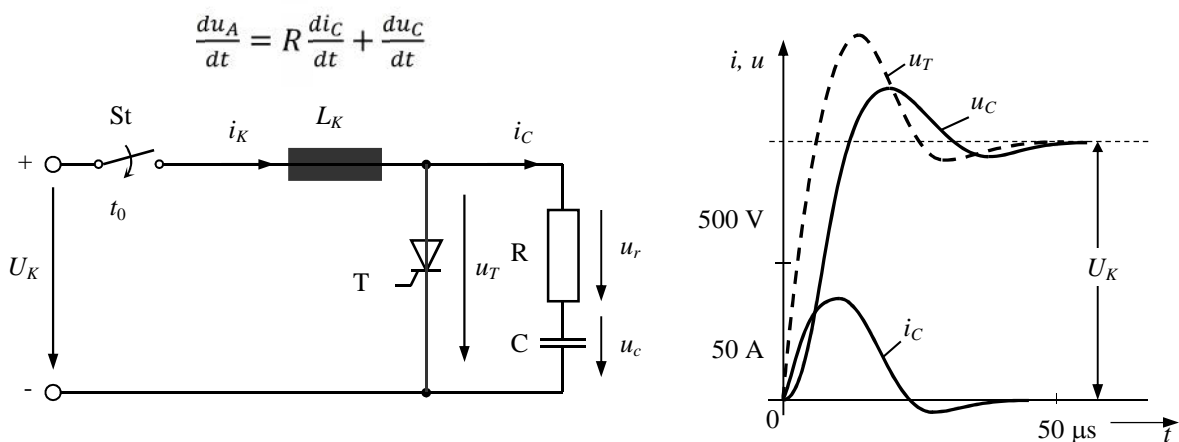 du_A/dt = R di_C/dt + du_C/dt
St
i_K
L_K
i_C
+
t_0
U_K
T
u_T
R
u_r
C
u_c
-
i, u
u_T
u_C
500 V
U_K
i_C
50 A
0
50 µs
t